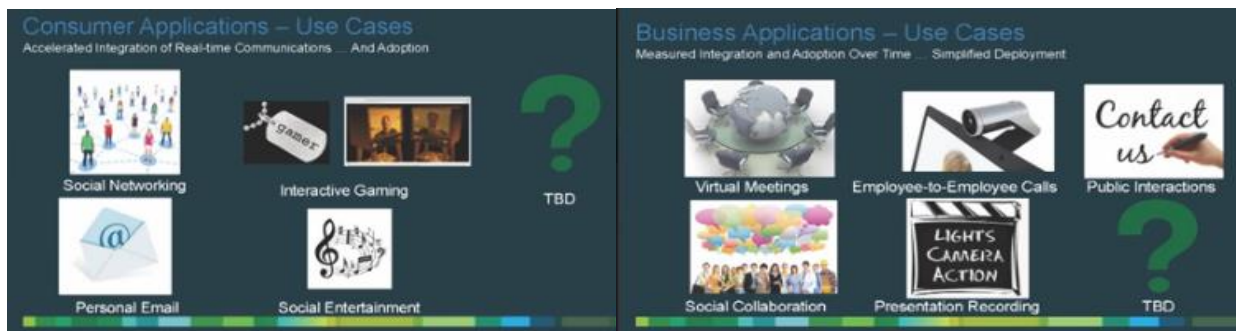 Consumer Applications – Use Cases
Accelerated Integration of Real-time Communications ... And Adoption
gamer
?
Social Networking
Interactive Gaming
TBD
@
Personal Email
Social Entertainment
Business Applications – Use Cases
Measured Integration and Adoption Over Time ... Simplified Deployment
Contact
us
Virtual Meetings
Employee-to-Employee Calls
Public Interactions
LIGHTS
CAMERA
ACTION
?
Social Collaboration
Presentation Recording
TBD